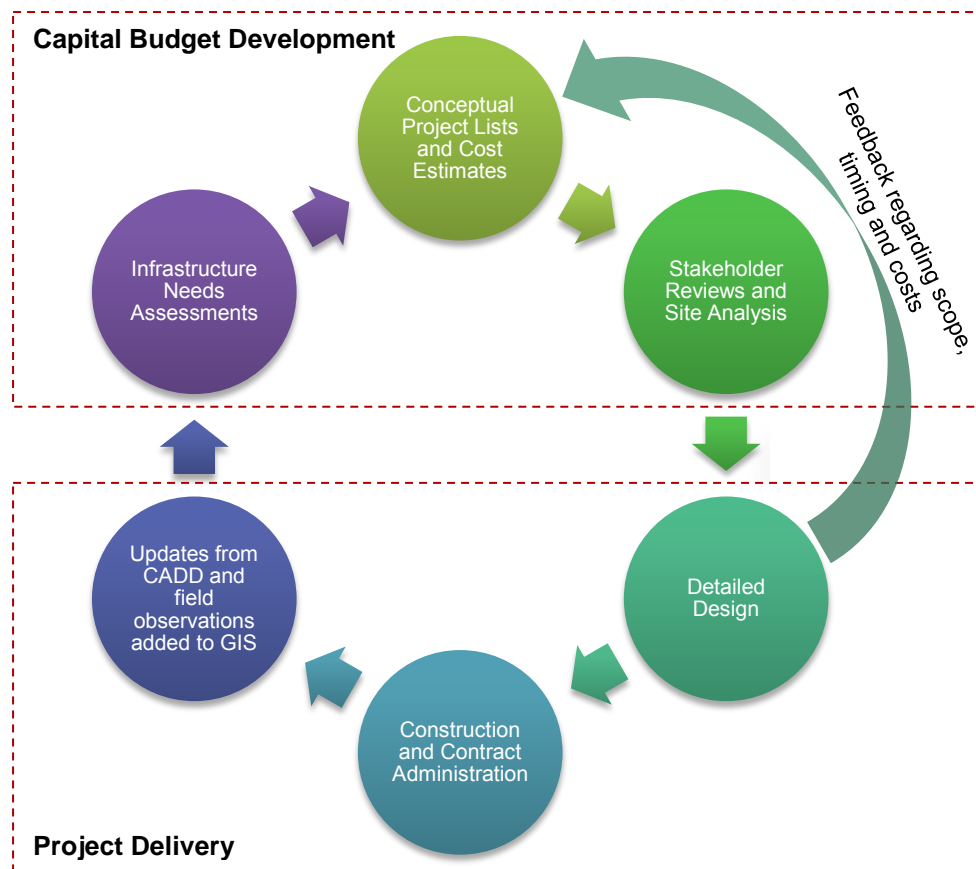 Capital Budget Development
Conceptual
Project Lists
and Cost
Estimates
Feedback regarding scope,
timing and costs
Infrastructure
Needs
Assessments
Stakeholder
Reviews and
Site Analysis
Updates from
CADD and
field
observations
added to GIS
Detailed
Design
Construction
and Contract
Administration
Project Delivery